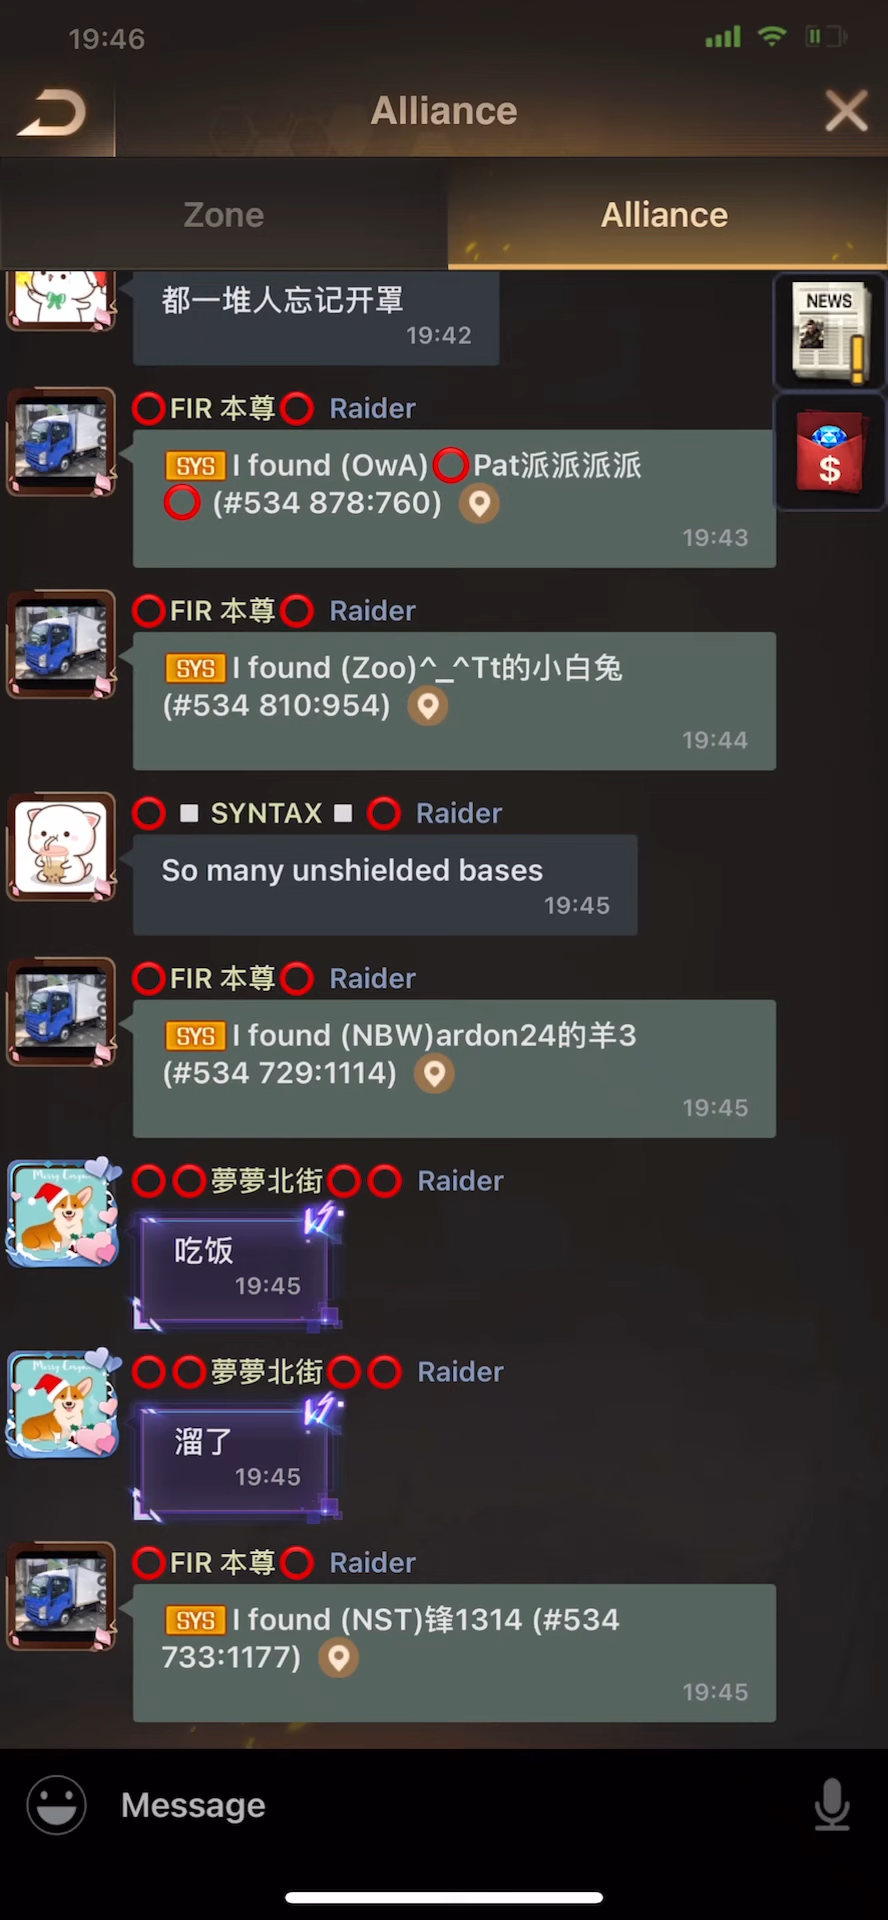 19:46
Alliance
Zone
Alliance
都一堆人忘记开罩
19:42
NEWS
⭕FIR 本尊⭕ Raider
SYS I found (OwA)⭕Pat派派派派
⭕ (#534 878:760)
19:43
$
⭕FIR 本尊⭕ Raider
SYS I found (Zoo)^_^Tt的小白兔
(#534 810:954)
19:44
⭕ ◽ SYNTAX ◽ ⭕ Raider
So many unshielded bases
19:45
⭕FIR 本尊⭕ Raider
SYS I found (NBW)ardon24的羊3
(#534 729:1114)
19:45
⭕⭕夢夢北街⭕⭕ Raider
吃饭
19:45
⭕⭕夢夢北街⭕⭕ Raider
溜了
19:45
⭕FIR 本尊⭕ Raider
SYS I found (NST)锋1314 (#534
733:1177)
19:45
Message